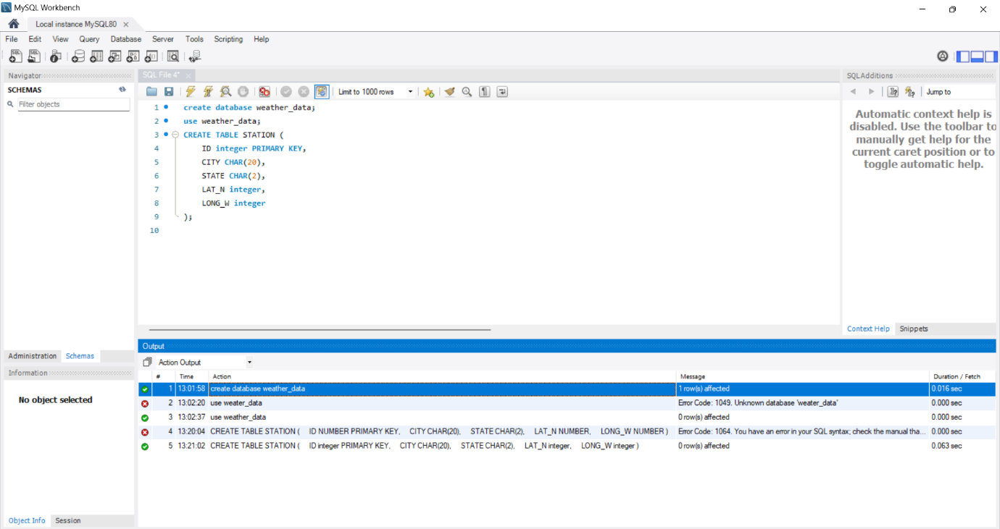 MySQL Workbench
Local instance MySQL80
File Edit View Query Database Server Tools Scripting Help
Navigator
SCHEMAS
Filter objects
SQL File 4*
Limit to 1000 rows
1 create database weather_data;
2 use weather_data;
3 CREATE TABLE STATION (
4 ID integer PRIMARY KEY,
5 CITY CHAR(20),
6 STATE CHAR(2),
7 LAT_N integer,
8 LONG_W integer
9 );
10
SQLAdditions
Jump to
Automatic context help is
disabled. Use the toolbar to
manually get help for the
current caret position or to
toggle automatic help.
Context Help Snippets
Administration Schemas
Information
No object selected
Object Info Session
Output
Action Output
# Time Action Message Duration / Fetch
1 13:01:58 create database weather_data 1 row(s) affected 0.016 sec
2 13:02:20 use weater_data Error Code: 1049. Unknown database 'weater_data' 0.000 sec
3 13:02:37 use weather_data 0 row(s) affected 0.000 sec
4 13:20:04 CREATE TABLE STATION ( ID NUMBER PRIMARY KEY, CITY CHAR(20), STATE CHAR(2), LAT_N NUMBER, LONG_W NUMBER ) Error Code: 1064. You have an error in your SQL syntax; check the manual tha... 0.000 sec
5 13:21:02 CREATE TABLE STATION ( ID integer PRIMARY KEY, CITY CHAR(20), STATE CHAR(2), LAT_N integer, LONG_W integer ) 0 row(s) affected 0.063 sec